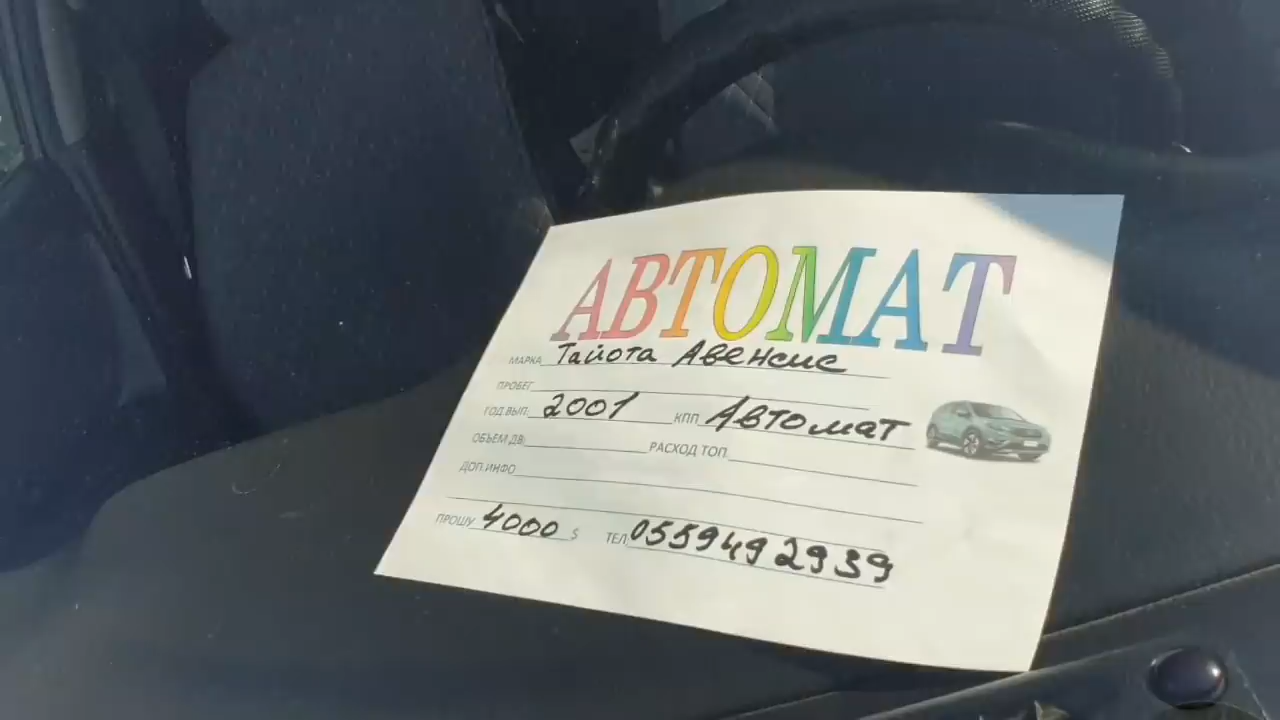 АВТОМАТ
МАРКА Тайота Авенсис
ПРОБЕГ
ГОД ВЫП. 2001 КПП Автомат
ОБЪЕМ ДВ. РАСХОД ТОП.
ДОП.ИНФО
ПРОШУ 4000 $ ТЕЛ 0559492939